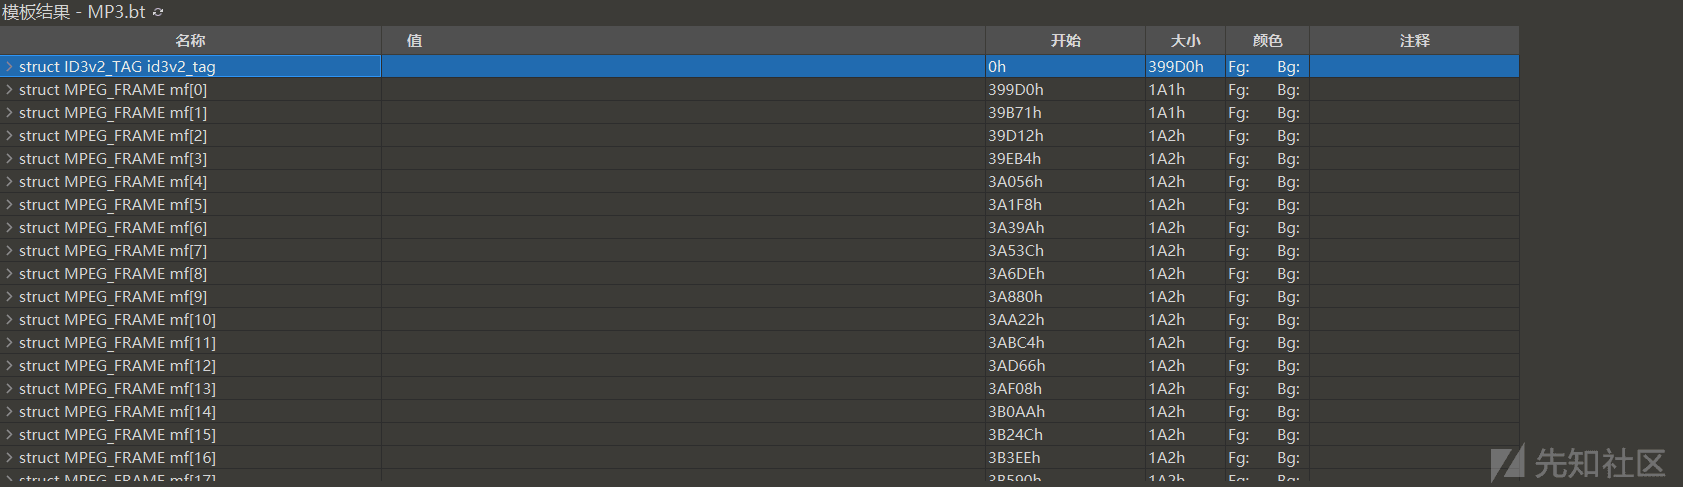 模板结果 - MP3.bt
名称 值 开始 大小 颜色 注释
struct ID3v2_TAG id3v2_tag 0h 399D0h Fg: Bg:
struct MPEG_FRAME mf[0] 399D0h 1A1h Fg: Bg:
struct MPEG_FRAME mf[1] 39B71h 1A1h Fg: Bg:
struct MPEG_FRAME mf[2] 39D12h 1A2h Fg: Bg:
struct MPEG_FRAME mf[3] 39EB4h 1A2h Fg: Bg:
struct MPEG_FRAME mf[4] 3A056h 1A2h Fg: Bg:
struct MPEG_FRAME mf[5] 3A1F8h 1A2h Fg: Bg:
struct MPEG_FRAME mf[6] 3A39Ah 1A2h Fg: Bg:
struct MPEG_FRAME mf[7] 3A53Ch 1A2h Fg: Bg:
struct MPEG_FRAME mf[8] 3A6DEh 1A2h Fg: Bg:
struct MPEG_FRAME mf[9] 3A880h 1A2h Fg: Bg:
struct MPEG_FRAME mf[10] 3AA22h 1A2h Fg: Bg:
struct MPEG_FRAME mf[11] 3ABC4h 1A2h Fg: Bg:
struct MPEG_FRAME mf[12] 3AD66h 1A2h Fg: Bg:
struct MPEG_FRAME mf[13] 3AF08h 1A2h Fg: Bg:
struct MPEG_FRAME mf[14] 3B0AAh 1A2h Fg: Bg:
struct MPEG_FRAME mf[15] 3B24Ch 1A2h Fg: Bg:
struct MPEG_FRAME mf[16] 3B3EEh 1A2h Fg: Bg:
struct MPEG_FRAME mf[17] 3B590h 1A2h Fg: Bg:
先知社区